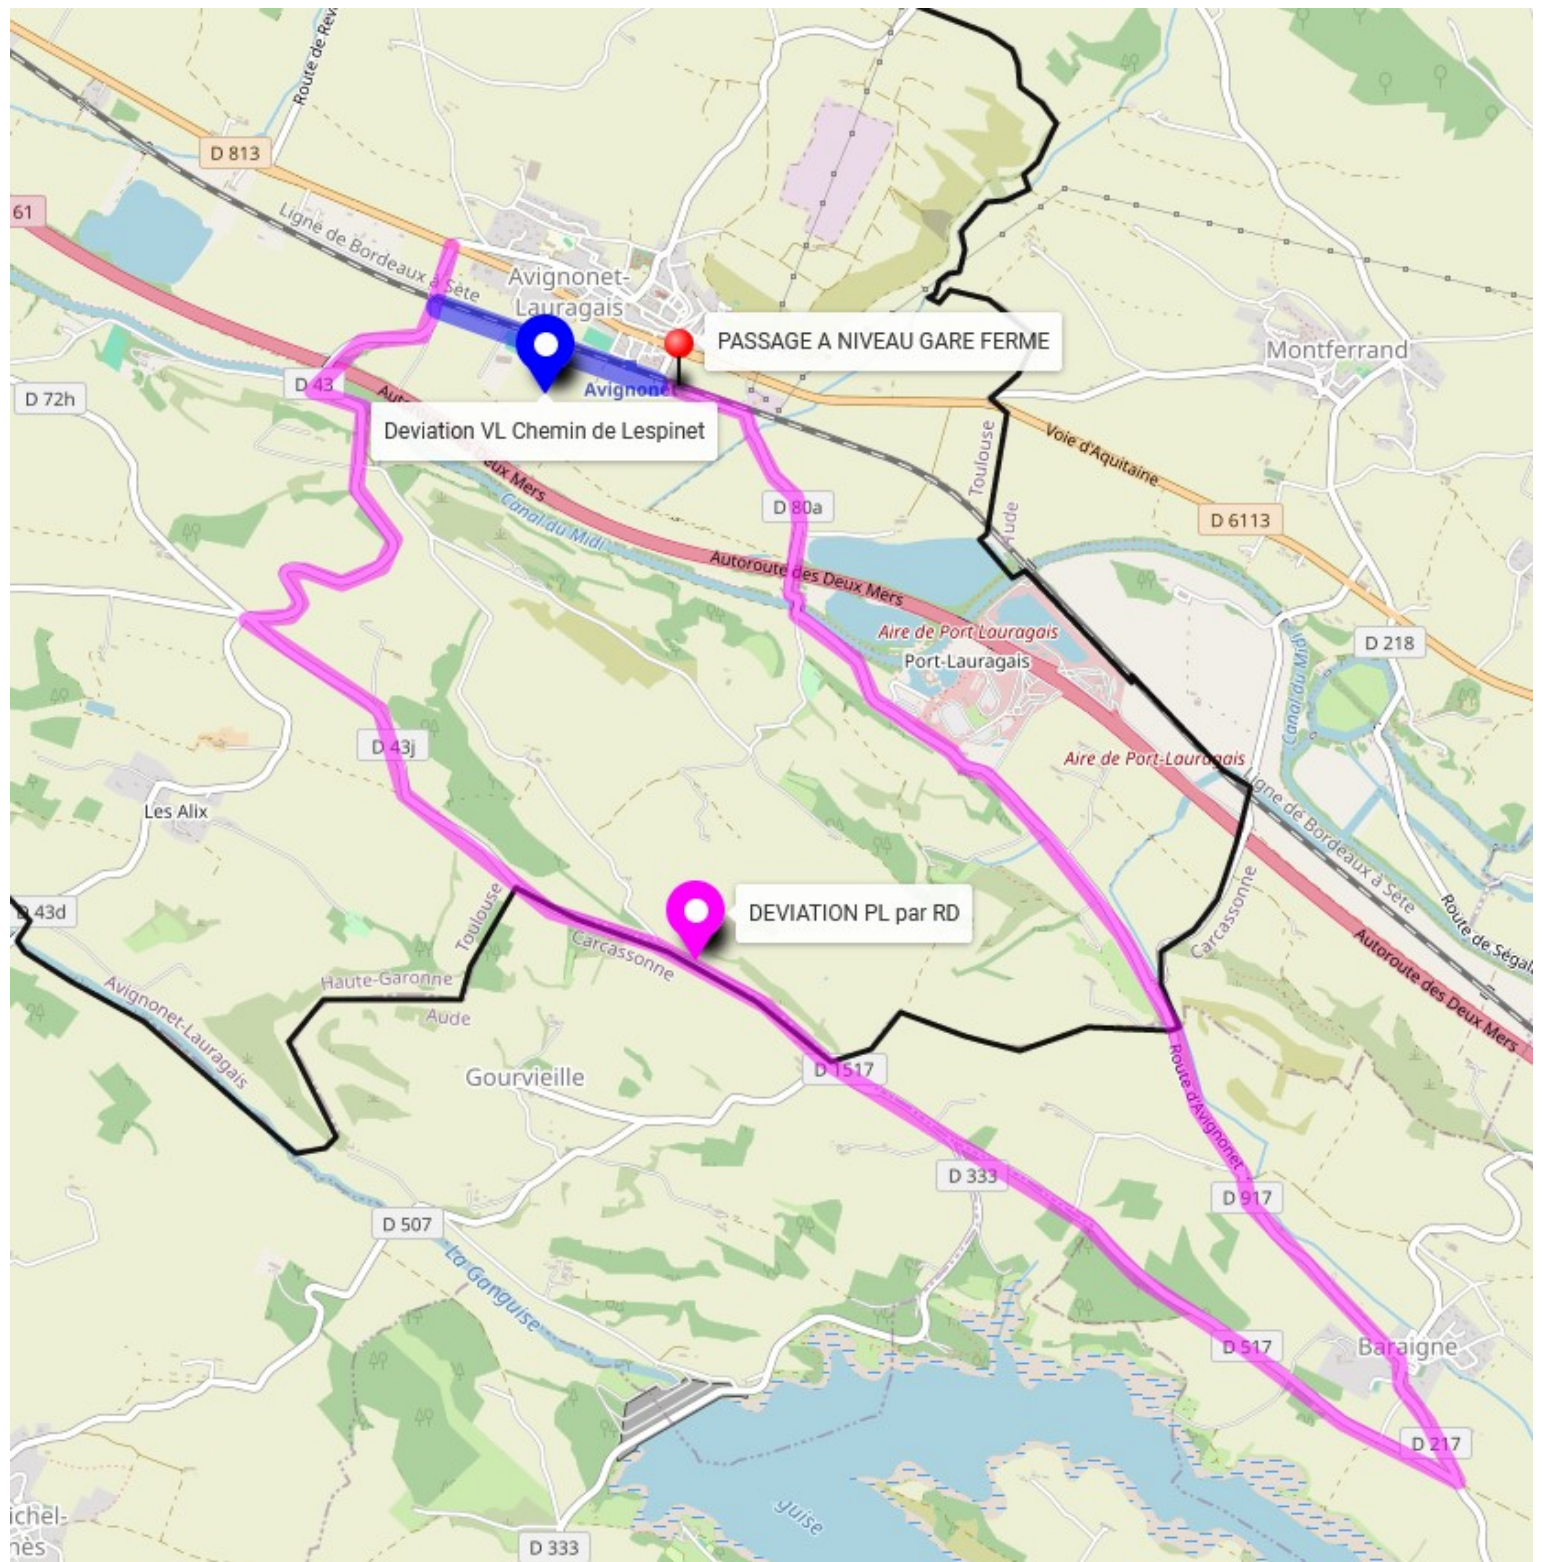 Route de Rev
D 813
61
Ligne de Bordeaux à Sète
Avignonet-
Lauragais
PASSAGE A NIVEAU GARE FERME
Montferrand
D 43
D 72h
Avignonet
Deviation VL Chemin de Lespinet
Autoroute des Deux Mers
Toulouse
Voie d'Aquitaine
Canal du Midi
D 80a
Aude
D 6113
Autoroute des Deux Mers
Aire de Port Lauragais
Port-Lauragais
D 218
Canal du Midi
D 43j
Aire de Port-Lauragais
Ligne de Bordeaux à Sète
Les Alix
D 43d
Toulouse
DEVIATION PL par RD
Carcassonne
Carcassonne
Route de Ségala
Autoroute des Deux Mers
Haute-Garonne
Aude
Avignonet-Lauragais
Gourvieille
D 1517
Route d'Avignonet
D 333
D 917
D 507
La Ganguise
D 517
Baraigne
D 217
guise
ichel-
nès
D 333